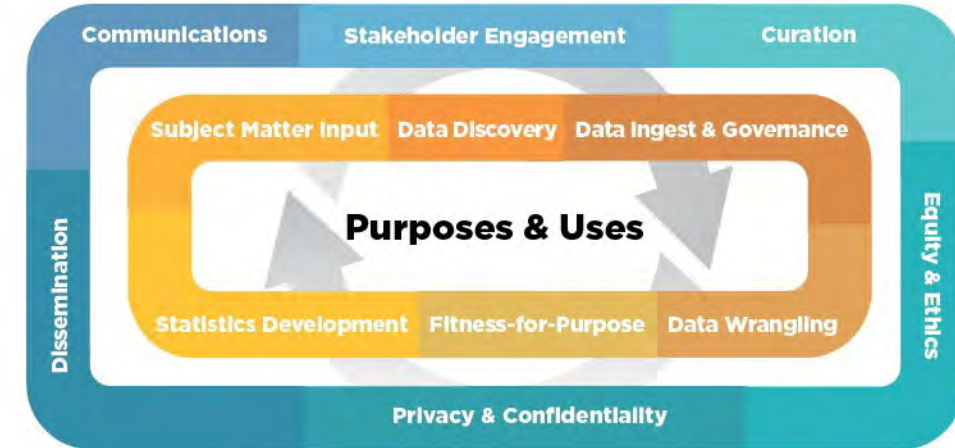 Communications
Stakeholder Engagement
Curation
Subject Matter Input
Data Discovery
Data Ingest & Governance
Purposes & Uses
Equity & Ethics
Dissemination
Statistics Development
Fitness-for-Purpose
Data Wrangling
Privacy & Confidentiality